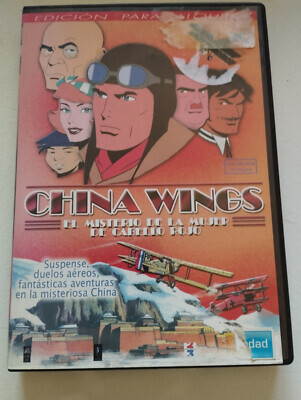 EDICIÓN PARA
CHINA WINGS
EL MISTERIO DE LA MUJER
DE CABELLO ROJO
Suspense,
duelos aéreos,
fantásticas aventuras
en la misteriosa China.
edad